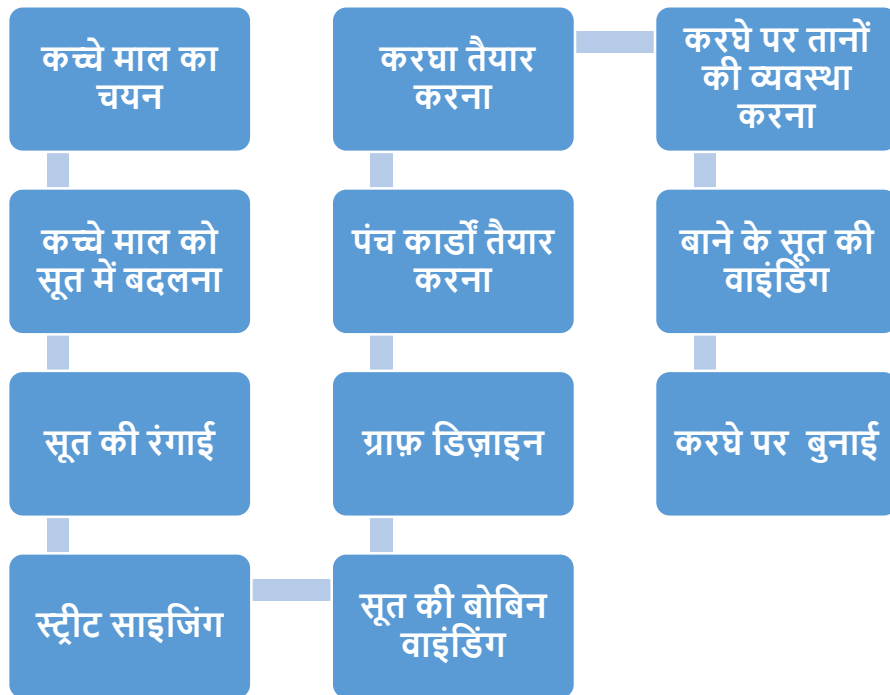 कच्चे माल का
चयन
कच्चे माल को
सूत में बदलना
सूत की रंगाई
स्ट्रीट साइजिंग
सूत की बोबिन
वाइंडिंग
ग्राफ़ डिज़ाइन
पंच कार्डों तैयार
करना
करघा तैयार
करना
करघे पर तानों
की व्यवस्था
करना
बाने के सूत की
वाइंडिंग
करघे पर बुनाई